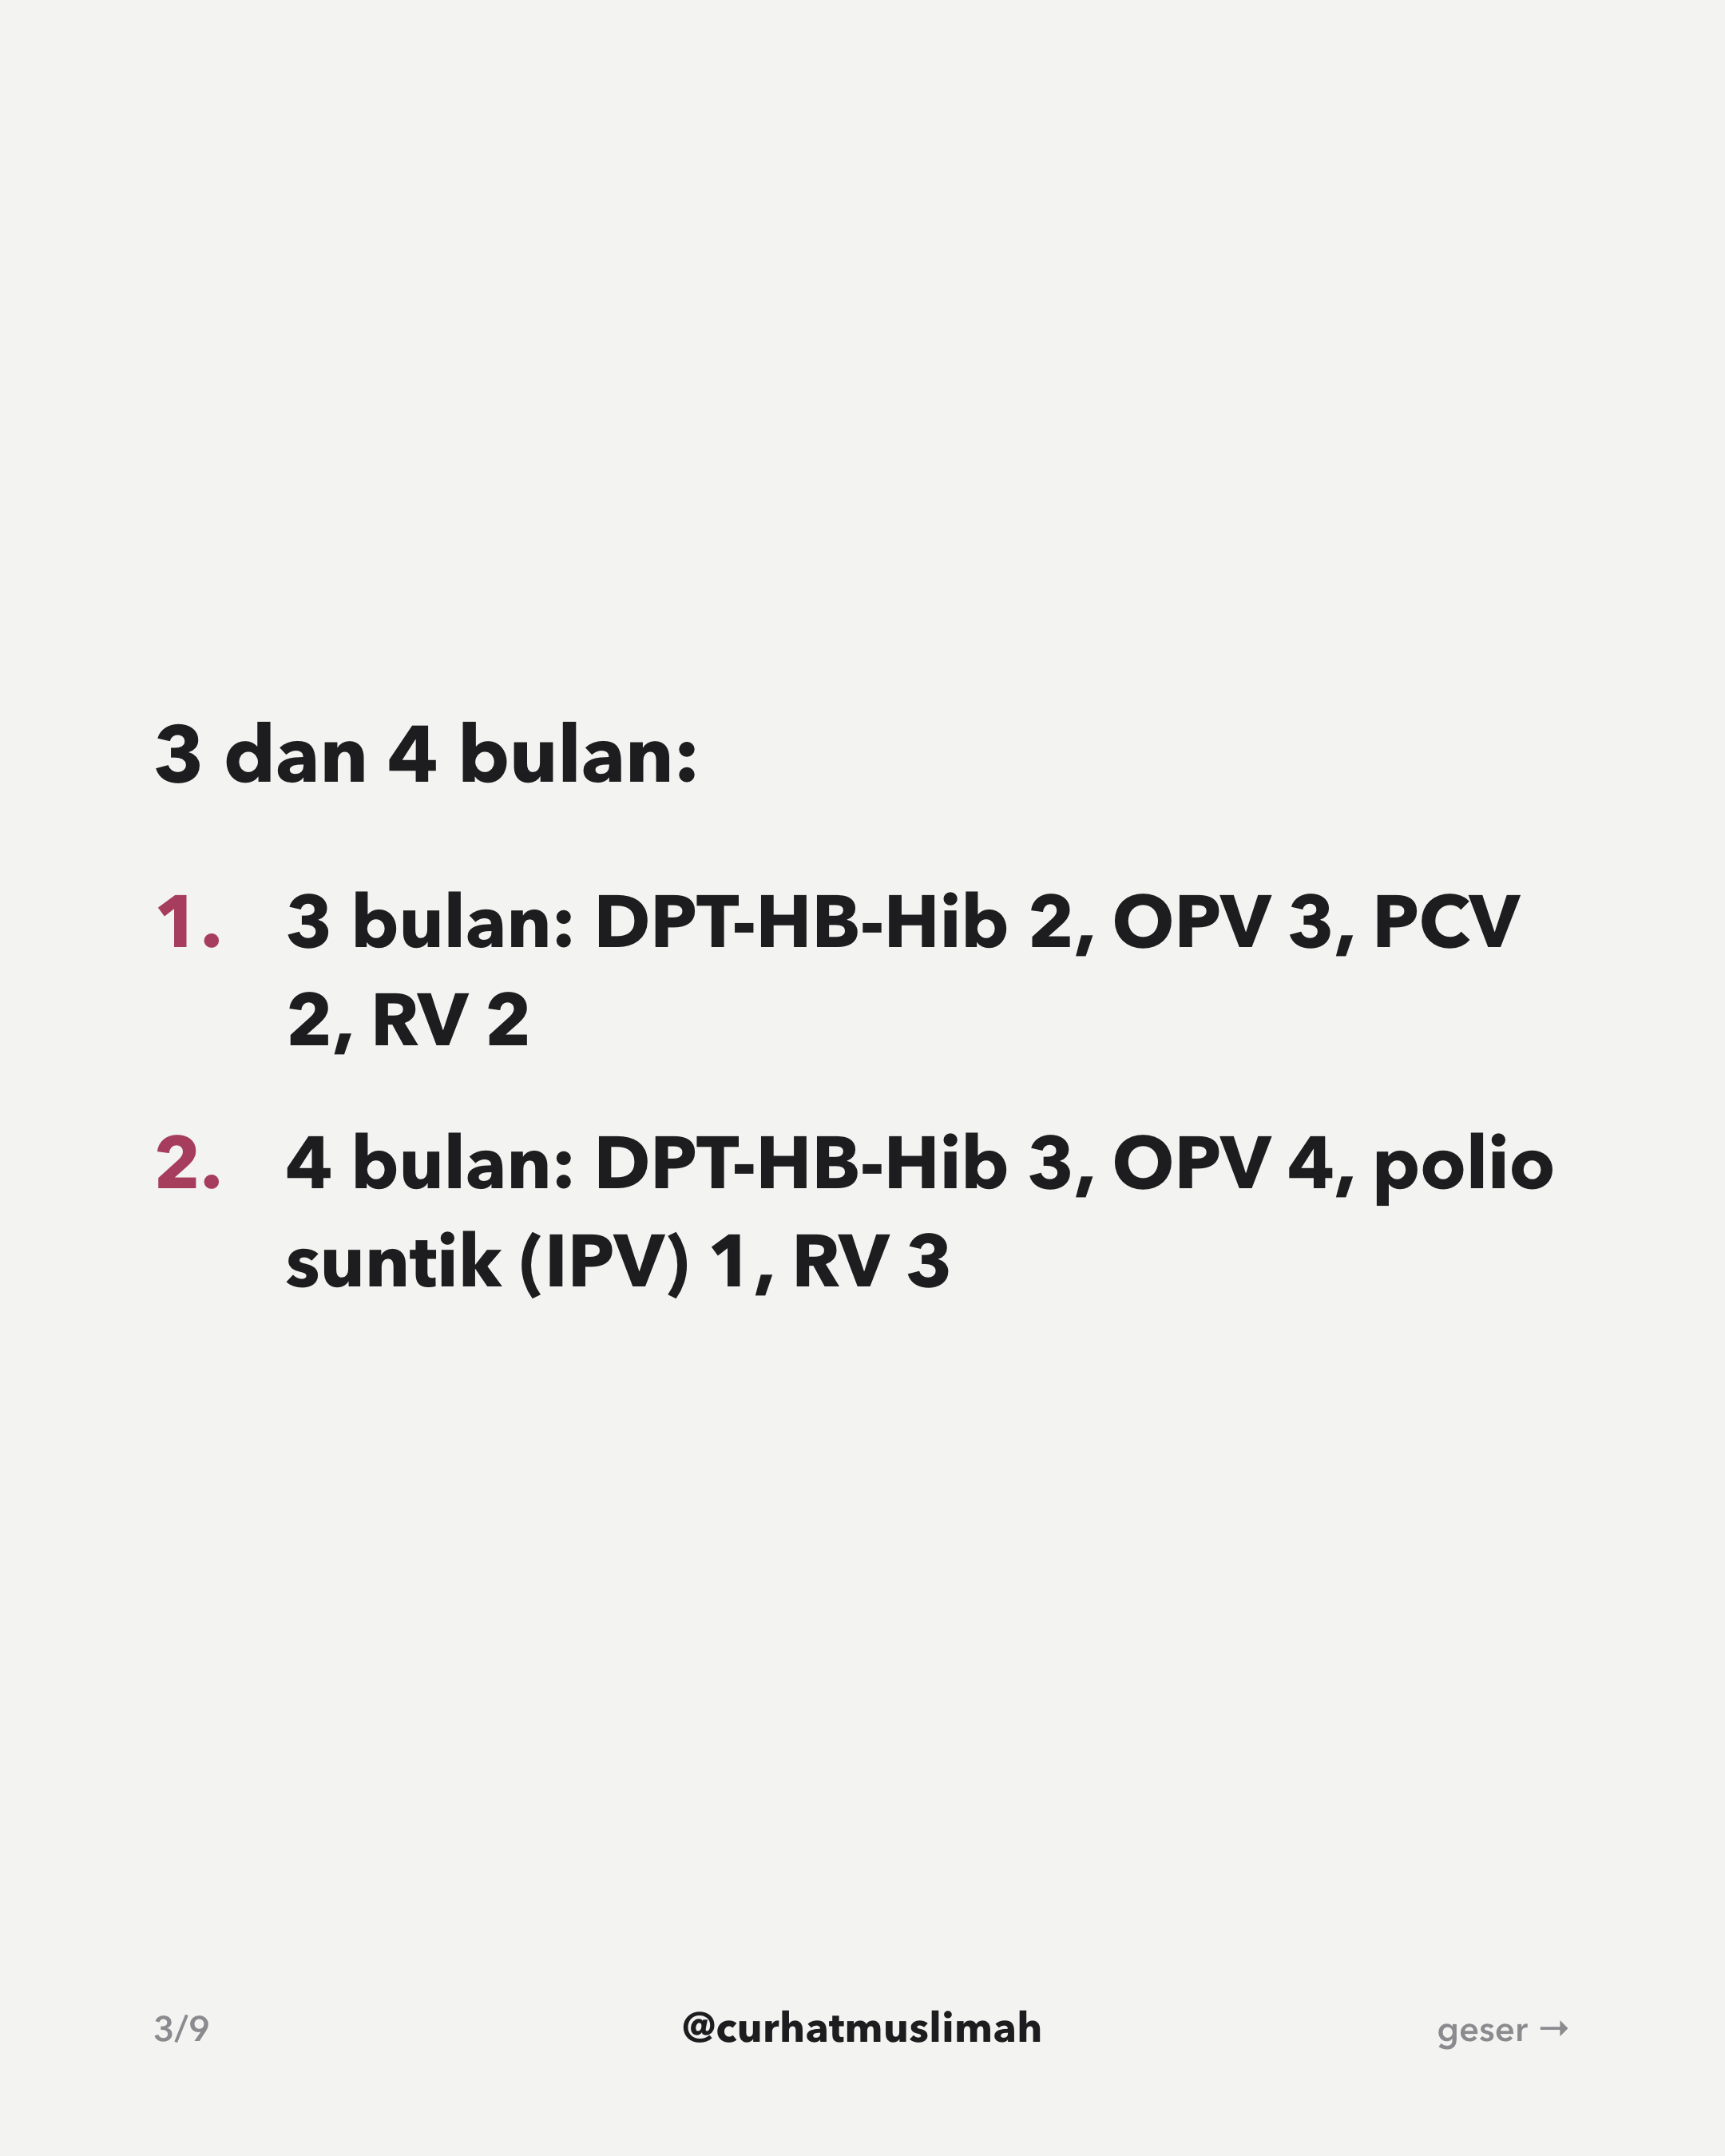 3 dan 4 bulan:
1. 3 bulan: DPT-HB-Hib 2, OPV 3, PCV
2, RV 2
2. 4 bulan: DPT-HB-Hib 3, OPV 4, polio
suntik (IPV) 1, RV 3
3/9 @curhatmuslimah geser →